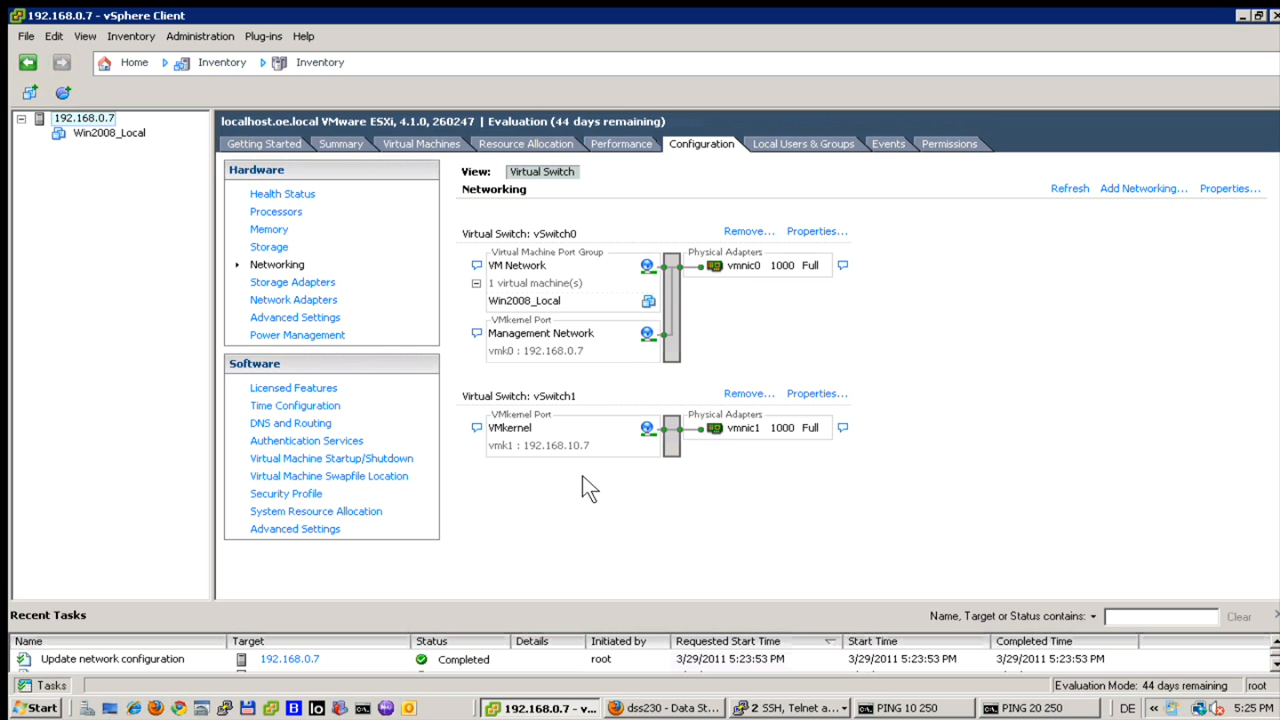 192.168.0.7 - vSphere Client
File Edit View Inventory Administration Plug-ins Help
Home Inventory Inventory
192.168.0.7
Win2008_Local
localhost.oe.local VMware ESXi, 4.1.0, 260247 | Evaluation (44 days remaining)
Getting Started Summary Virtual Machines Resource Allocation Performance Configuration Local Users & Groups Events Permissions
Hardware
Health Status
Processors
Memory
Storage
Networking
Storage Adapters
Network Adapters
Advanced Settings
Power Management
Software
Licensed Features
Time Configuration
DNS and Routing
Authentication Services
Virtual Machine Startup/Shutdown
Virtual Machine Swapfile Location
Security Profile
System Resource Allocation
Advanced Settings
View: Virtual Switch
Networking
Refresh Add Networking... Properties...
Virtual Switch: vSwitch0 Remove... Properties...
Virtual Machine Port Group Physical Adapters
VM Network vmnic0 1000 Full
1 virtual machine(s)
Win2008_Local
VMkernel Port
Management Network
vmk0 : 192.168.0.7
Virtual Switch: vSwitch1 Remove... Properties...
VMkernel Port Physical Adapters
VMkernel vmnic1 1000 Full
vmk1 : 192.168.10.7
Recent Tasks Name, Target or Status contains: Clear
Name Target Status Details Initiated by Requested Start Time Start Time Completed Time
Update network configuration 192.168.0.7 Completed root 3/29/2011 5:23:53 PM 3/29/2011 5:23:53 PM 3/29/2011 5:23:53 PM
Tasks Evaluation Mode: 44 days remaining root
Start 192.168.0.7 - v... dss230 - Data St... 2 SSH, Telnet a... PING 10 250 PING 20 250 DE « 5:25 PM